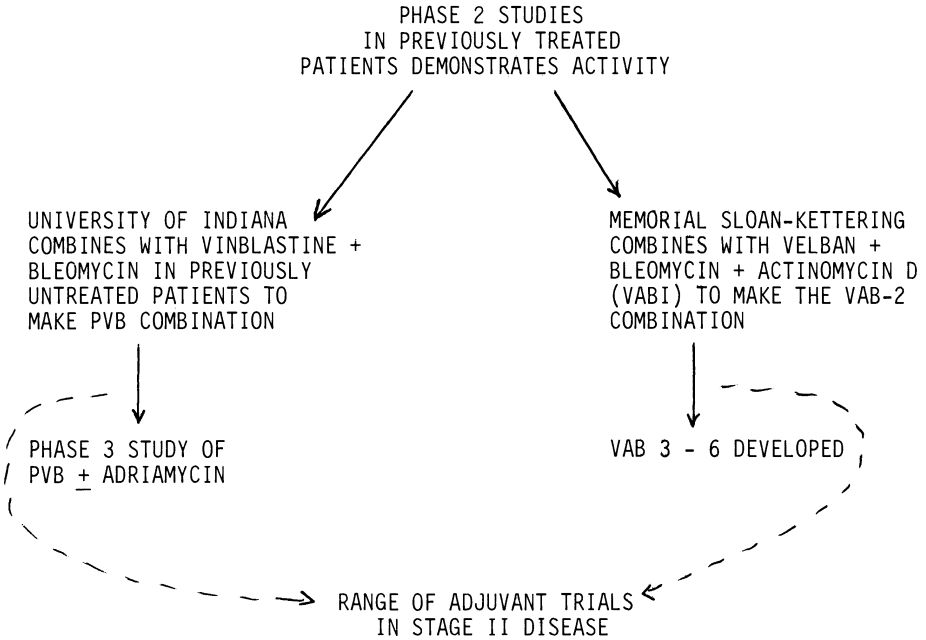 PHASE 2 STUDIES
IN PREVIOUSLY TREATED
PATIENTS DEMONSTRATES ACTIVITY
UNIVERSITY OF INDIANA
COMBINES WITH VINBLASTINE +
BLEOMYCIN IN PREVIOUSLY
UNTREATED PATIENTS TO
MAKE PVB COMBINATION
MEMORIAL SLOAN-KETTERING
COMBINES WITH VELBAN +
BLEOMYCIN + ACTINOMYCIN D
(VABI) TO MAKE THE VAB-2
COMBINATION
PHASE 3 STUDY OF
PVB ± ADRIAMYCIN
VAB 3 - 6 DEVELOPED
RANGE OF ADJUVANT TRIALS
IN STAGE II DISEASE